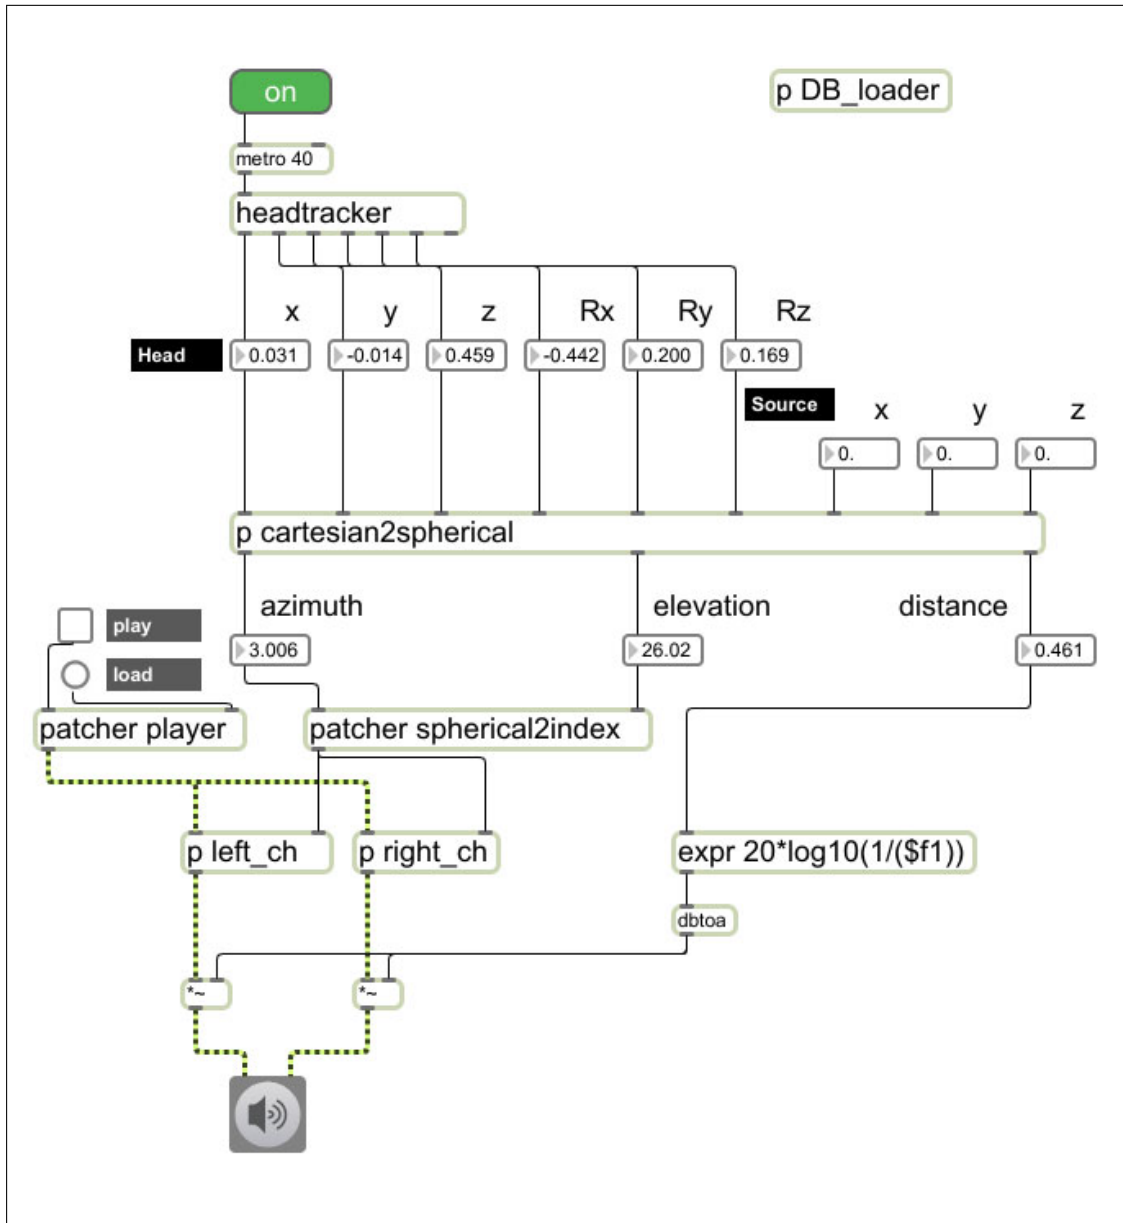 on
p DB_loader
metro 40
headtracker
x y z Rx Ry Rz
Head 0.031 -0.014 0.459 -0.442 0.200 0.169
Source x y z
0. 0. 0.
p cartesian2spherical
azimuth elevation distance
play
3.006 26.02 0.461
load
patcher player patcher spherical2index
p left_ch p right_ch expr 20*log10(1/($f1))
dbtoa
*~ *~